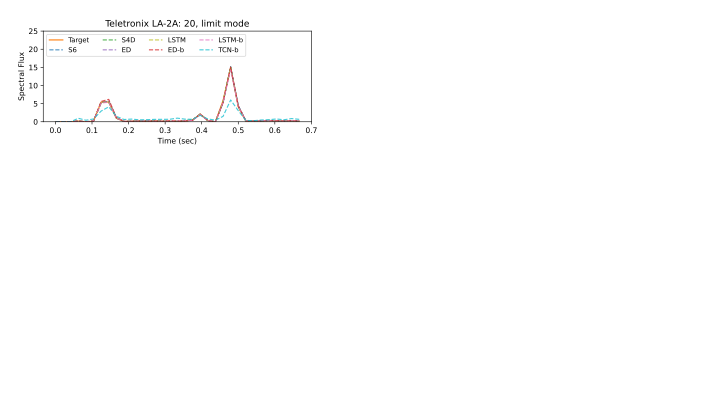 Teletronix LA-2A: 20, limit mode
Spectral Flux
25
20
15
10
5
0
Target
S4D
LSTM
LSTM-b
S6
ED
ED-b
TCN-b
0.0 0.1 0.2 0.3 0.4 0.5 0.6 0.7
Time (sec)